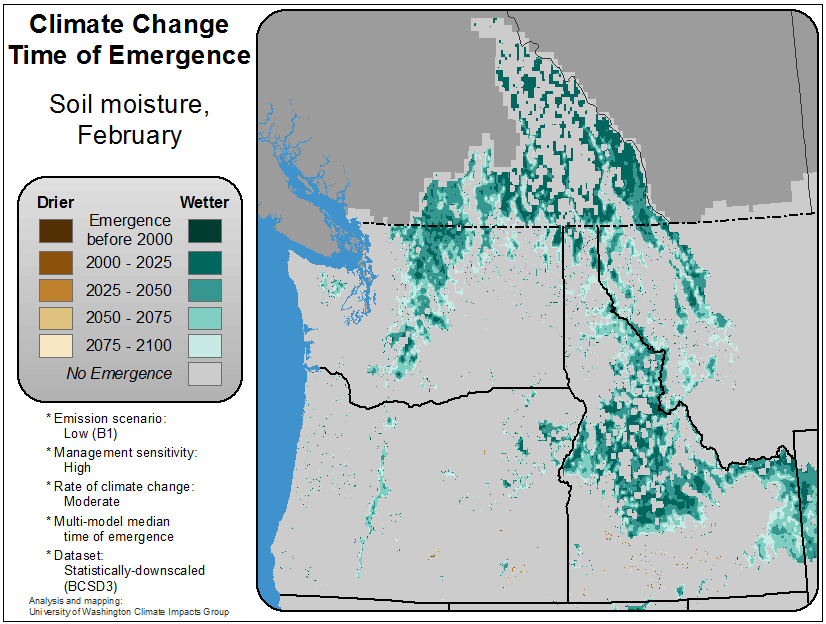 Climate Change
Time of Emergence
Soil moisture,
February
Drier Wetter
Emergence
before 2000
2000 - 2025
2025 - 2050
2050 - 2075
2075 - 2100
No Emergence
* Emission scenario:
Low (B1)
* Management sensitivity:
High
* Rate of climate change:
Moderate
* Multi-model median
time of emergence
* Dataset:
Statistically-downscaled
(BCSD3)
Analysis and mapping:
University of Washington Climate Impacts Group